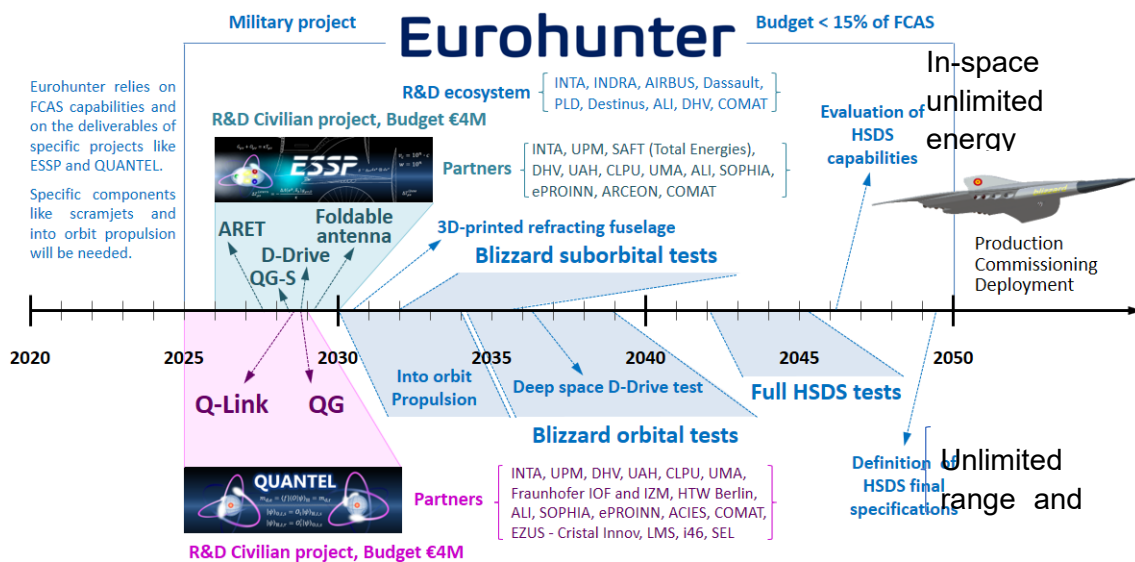 Military project
Eurohunter
Budget < 15% of FCAS
Eurohunter relies on
FCAS capabilities and
on the deliverables of
specific projects like
ESSP and QUANTEL.
Specific components
like scramjets and
into orbit propulsion
will be needed.
R&D ecosystem
INTA, INDRA, AIRBUS, Dassault,
PLD, Destinus, ALI, DHV, COMAT
R&D Civilian project, Budget €4M
ESSP
Partners
INTA, UPM, SAFT (Total Energies),
DHV, UAH, CLPU, UMA, ALI, SOPHIA,
ePROINN, ARCEON, COMAT
Evaluation of
HSDS
capabilities
In-space
unlimited
energy
Production
Commissioning
Deployment
ARET
Foldable
antenna
D-Drive
QG-S
3D-printed refracting fuselage
Blizzard suborbital tests
2020
2025
2030
2035
2040
2045
2050
Q-Link
QG
Into orbit
Propulsion
Deep space D-Drive test
Blizzard orbital tests
Full HSDS tests
Definition of
HSDS final
specifications
Unlimited
range and
QUANTEL
Partners
INTA, UPM, DHV, UAH, CLPU, UMA,
Fraunhofer IOF and IZM, HTW Berlin,
ALI, SOPHIA, ePROINN, ACIES, COMAT,
EZUS - Cristal Innov, LMS, i46, SEL
R&D Civilian project, Budget €4M